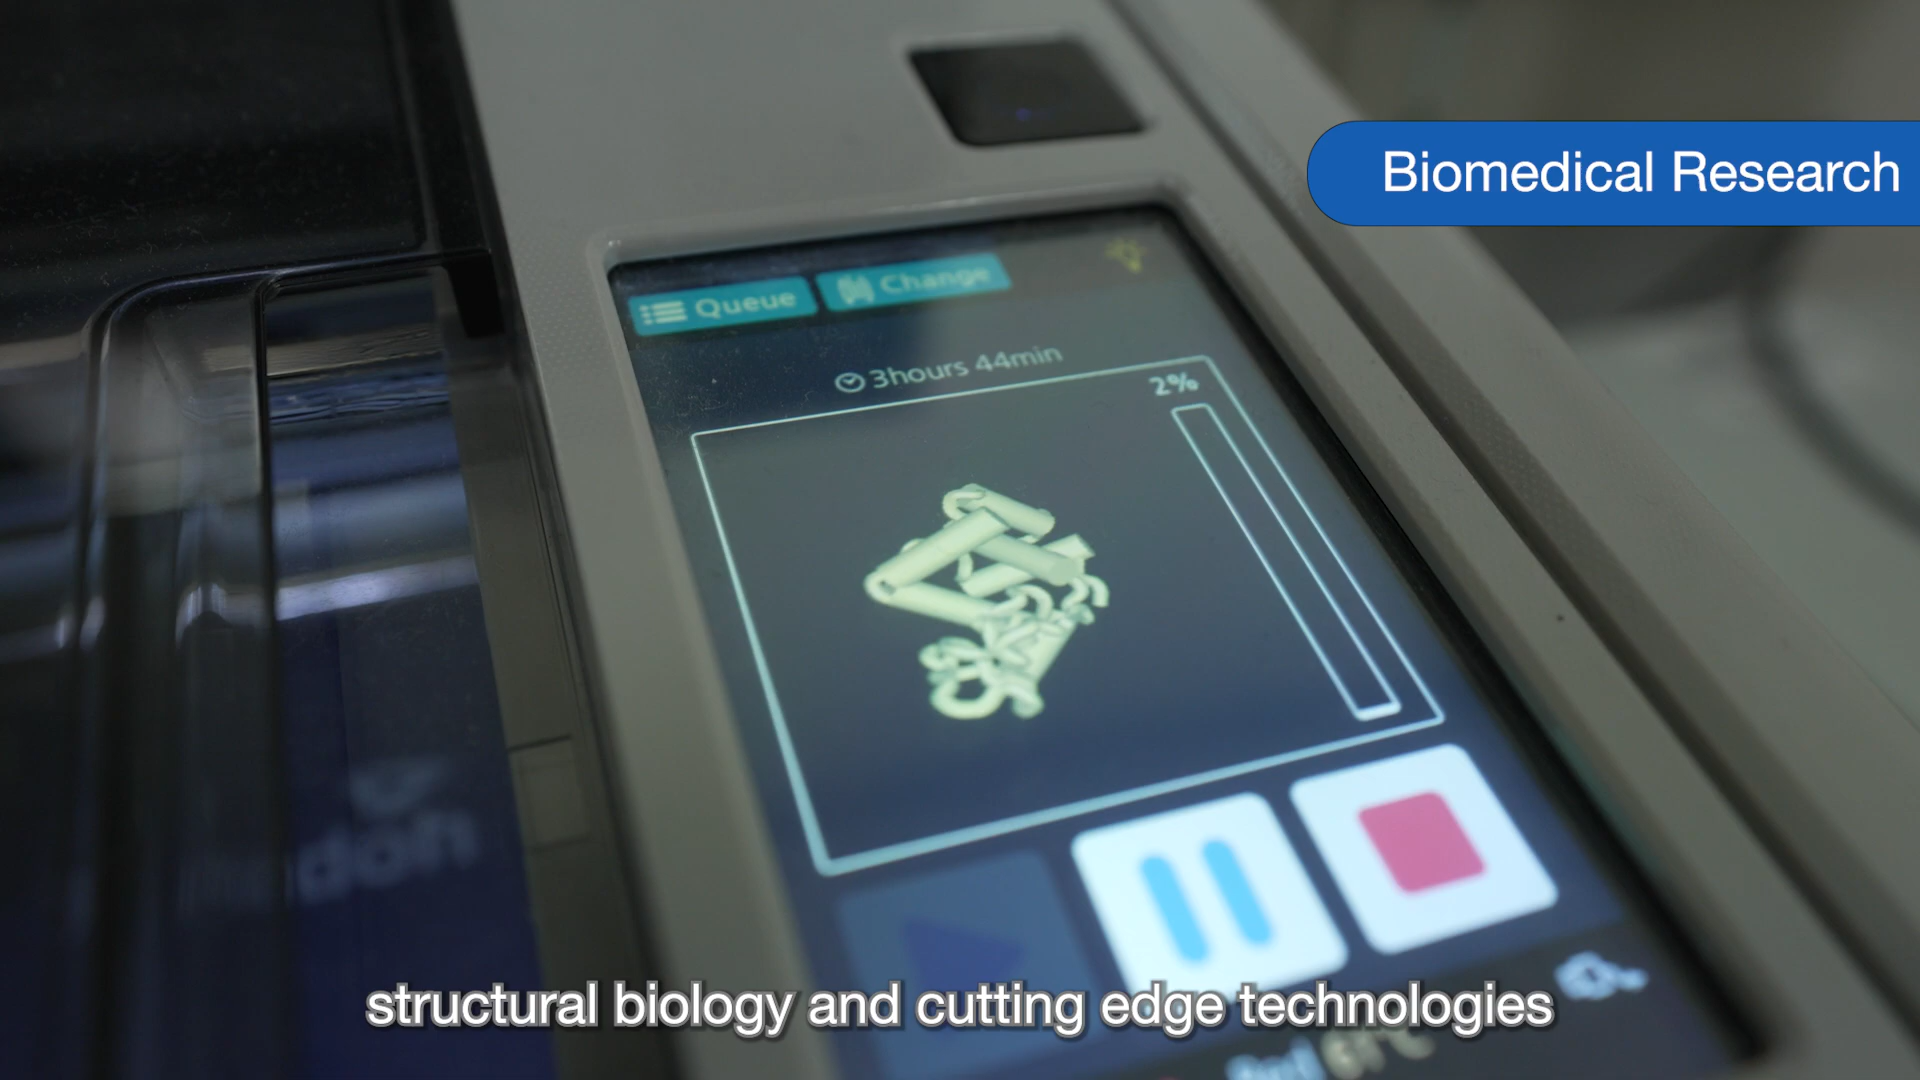 Biomedical Research
Queue
Change
3hours 44min
2%
structural biology and cutting edge technologies